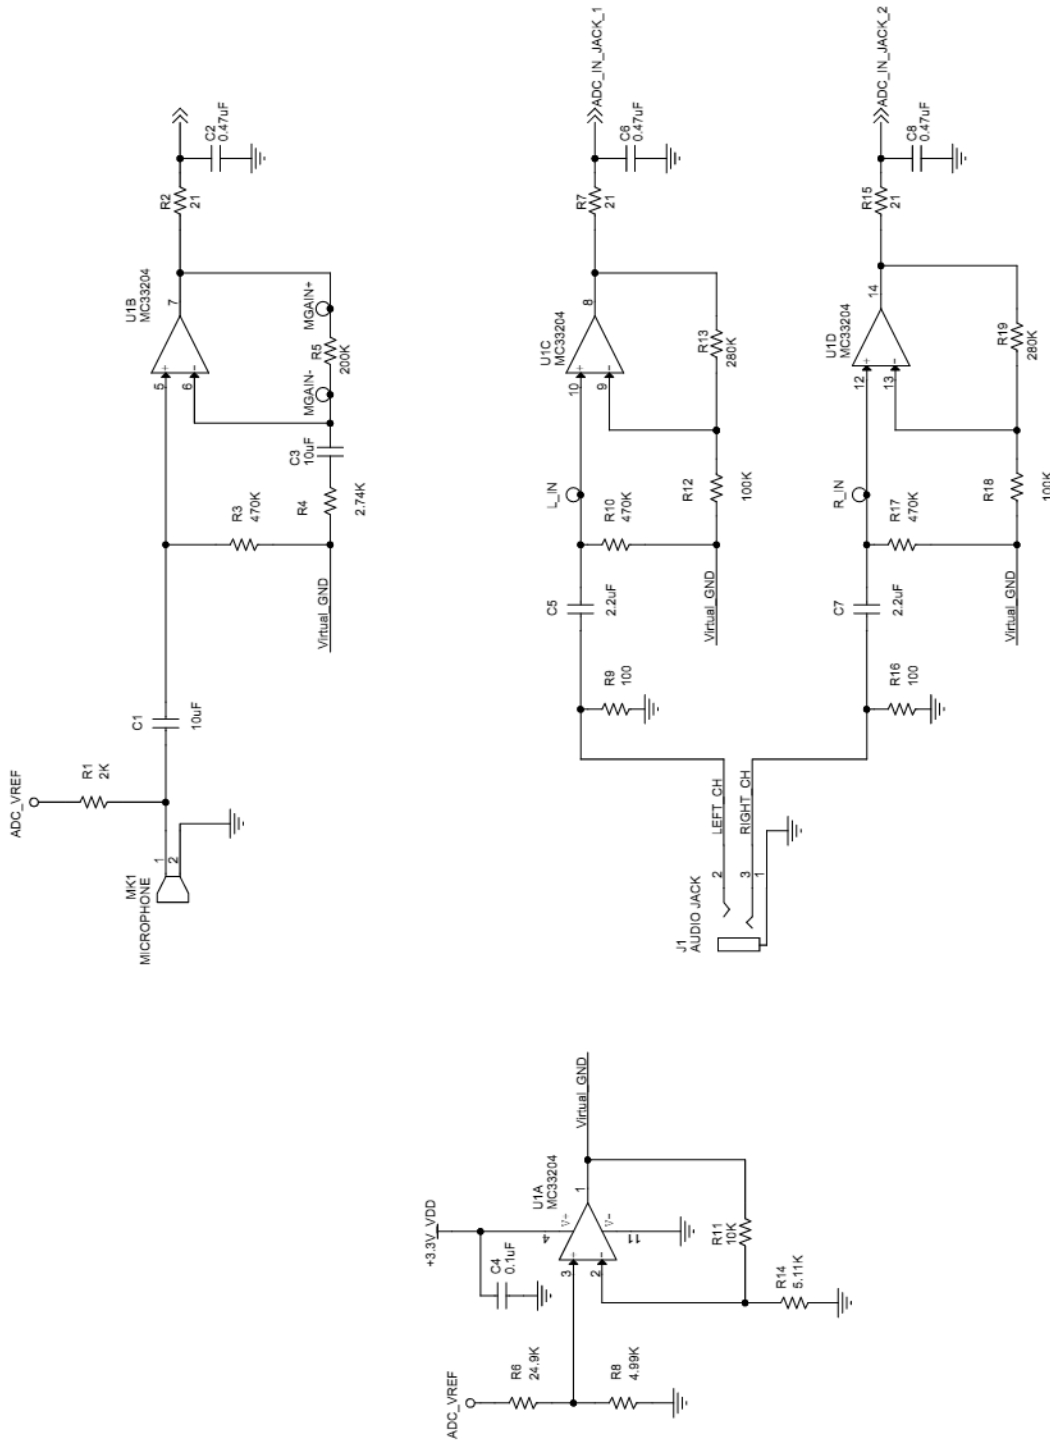 ADC_VREF
R1
2K
MK1
MICROPHONE
1
2
C1
10uF
R3
470K
Virtual_GND
R4
2.74K
C3
10uF
MGAIN-
R5
200K
MGAIN+
U1B
MC33204
5
6
7
+
-
R2
21
C2
0.47uF
J1
AUDIO JACK
2
3
1
LEFT_CH
RIGHT_CH
R9
100
C5
2.2uF
R10
470K
Virtual_GND
L_IN
R12
100K
U1C
MC33204
10
9
8
+
-
R13
280K
R7
21
C6
0.47uF
ADC_IN_JACK_1
R16
100
C7
2.2uF
R17
470K
Virtual_GND
R_IN
R18
100K
U1D
MC33204
12
13
14
+
-
R19
280K
R15
21
C8
0.47uF
ADC_IN_JACK_2
ADC_VREF
R6
24.9K
R8
4.99K
+3.3V_VDD
C4
0.1uF
U1A
MC33204
3
2
4
11
1
V+
V-
+
-
Virtual_GND
R11
10K
R14
5.11K